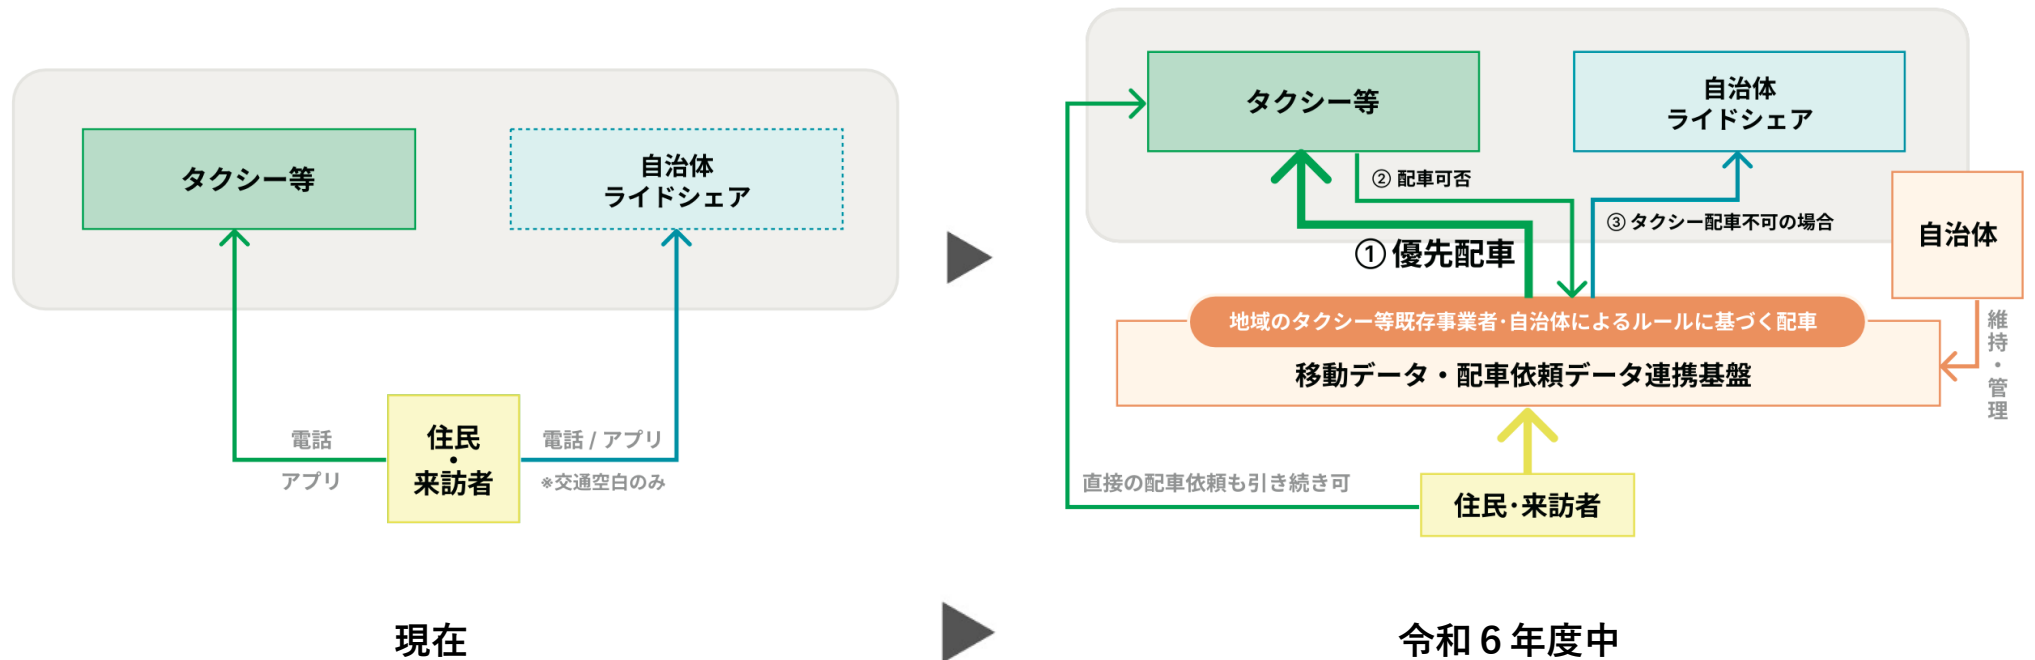 タクシー等
自治体
ライドシェア
電話
アプリ
住民
・
来訪者
電話 / アプリ
※交通空白のみ
現在
タクシー等
自治体
ライドシェア
② 配車可否
③ タクシー配車不可の場合
① 優先配車
自治体
維持・管理
地域のタクシー等既存事業者・自治体によるルールに基づく配車
移動データ・配車依頼データ連携基盤
直接の配車依頼も引き続き可
住民・来訪者
令和６年度中